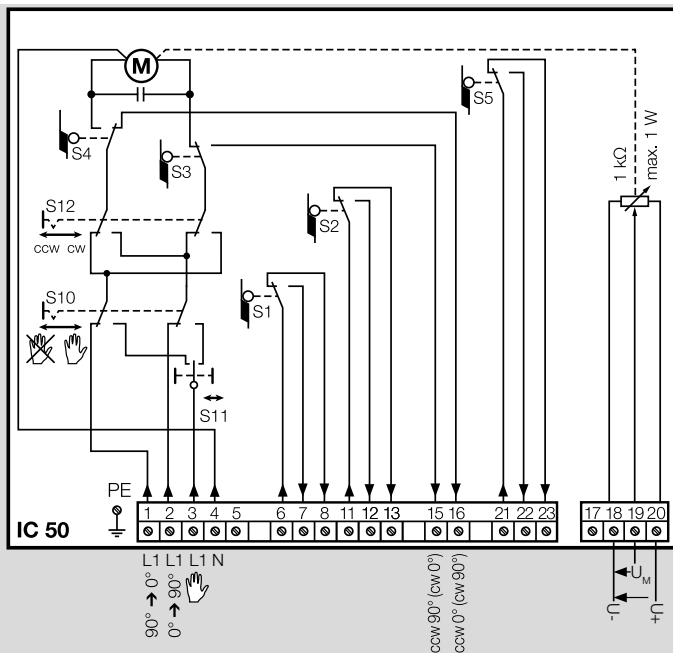 M
S5
S4
S3
1 kΩ
max. 1 W
S12
ccw cw
S2
S10
S1
S11
PE
1 2 3 4 5 6 7 8 11 12 13 15 16 21 22 23 17 18 19 20
IC 50
L1 L1 L1 N
90° → 0°
0° → 90°
ccw 90° (cw 0°)
ccw 0° (cw 90°)
UM
U- U+